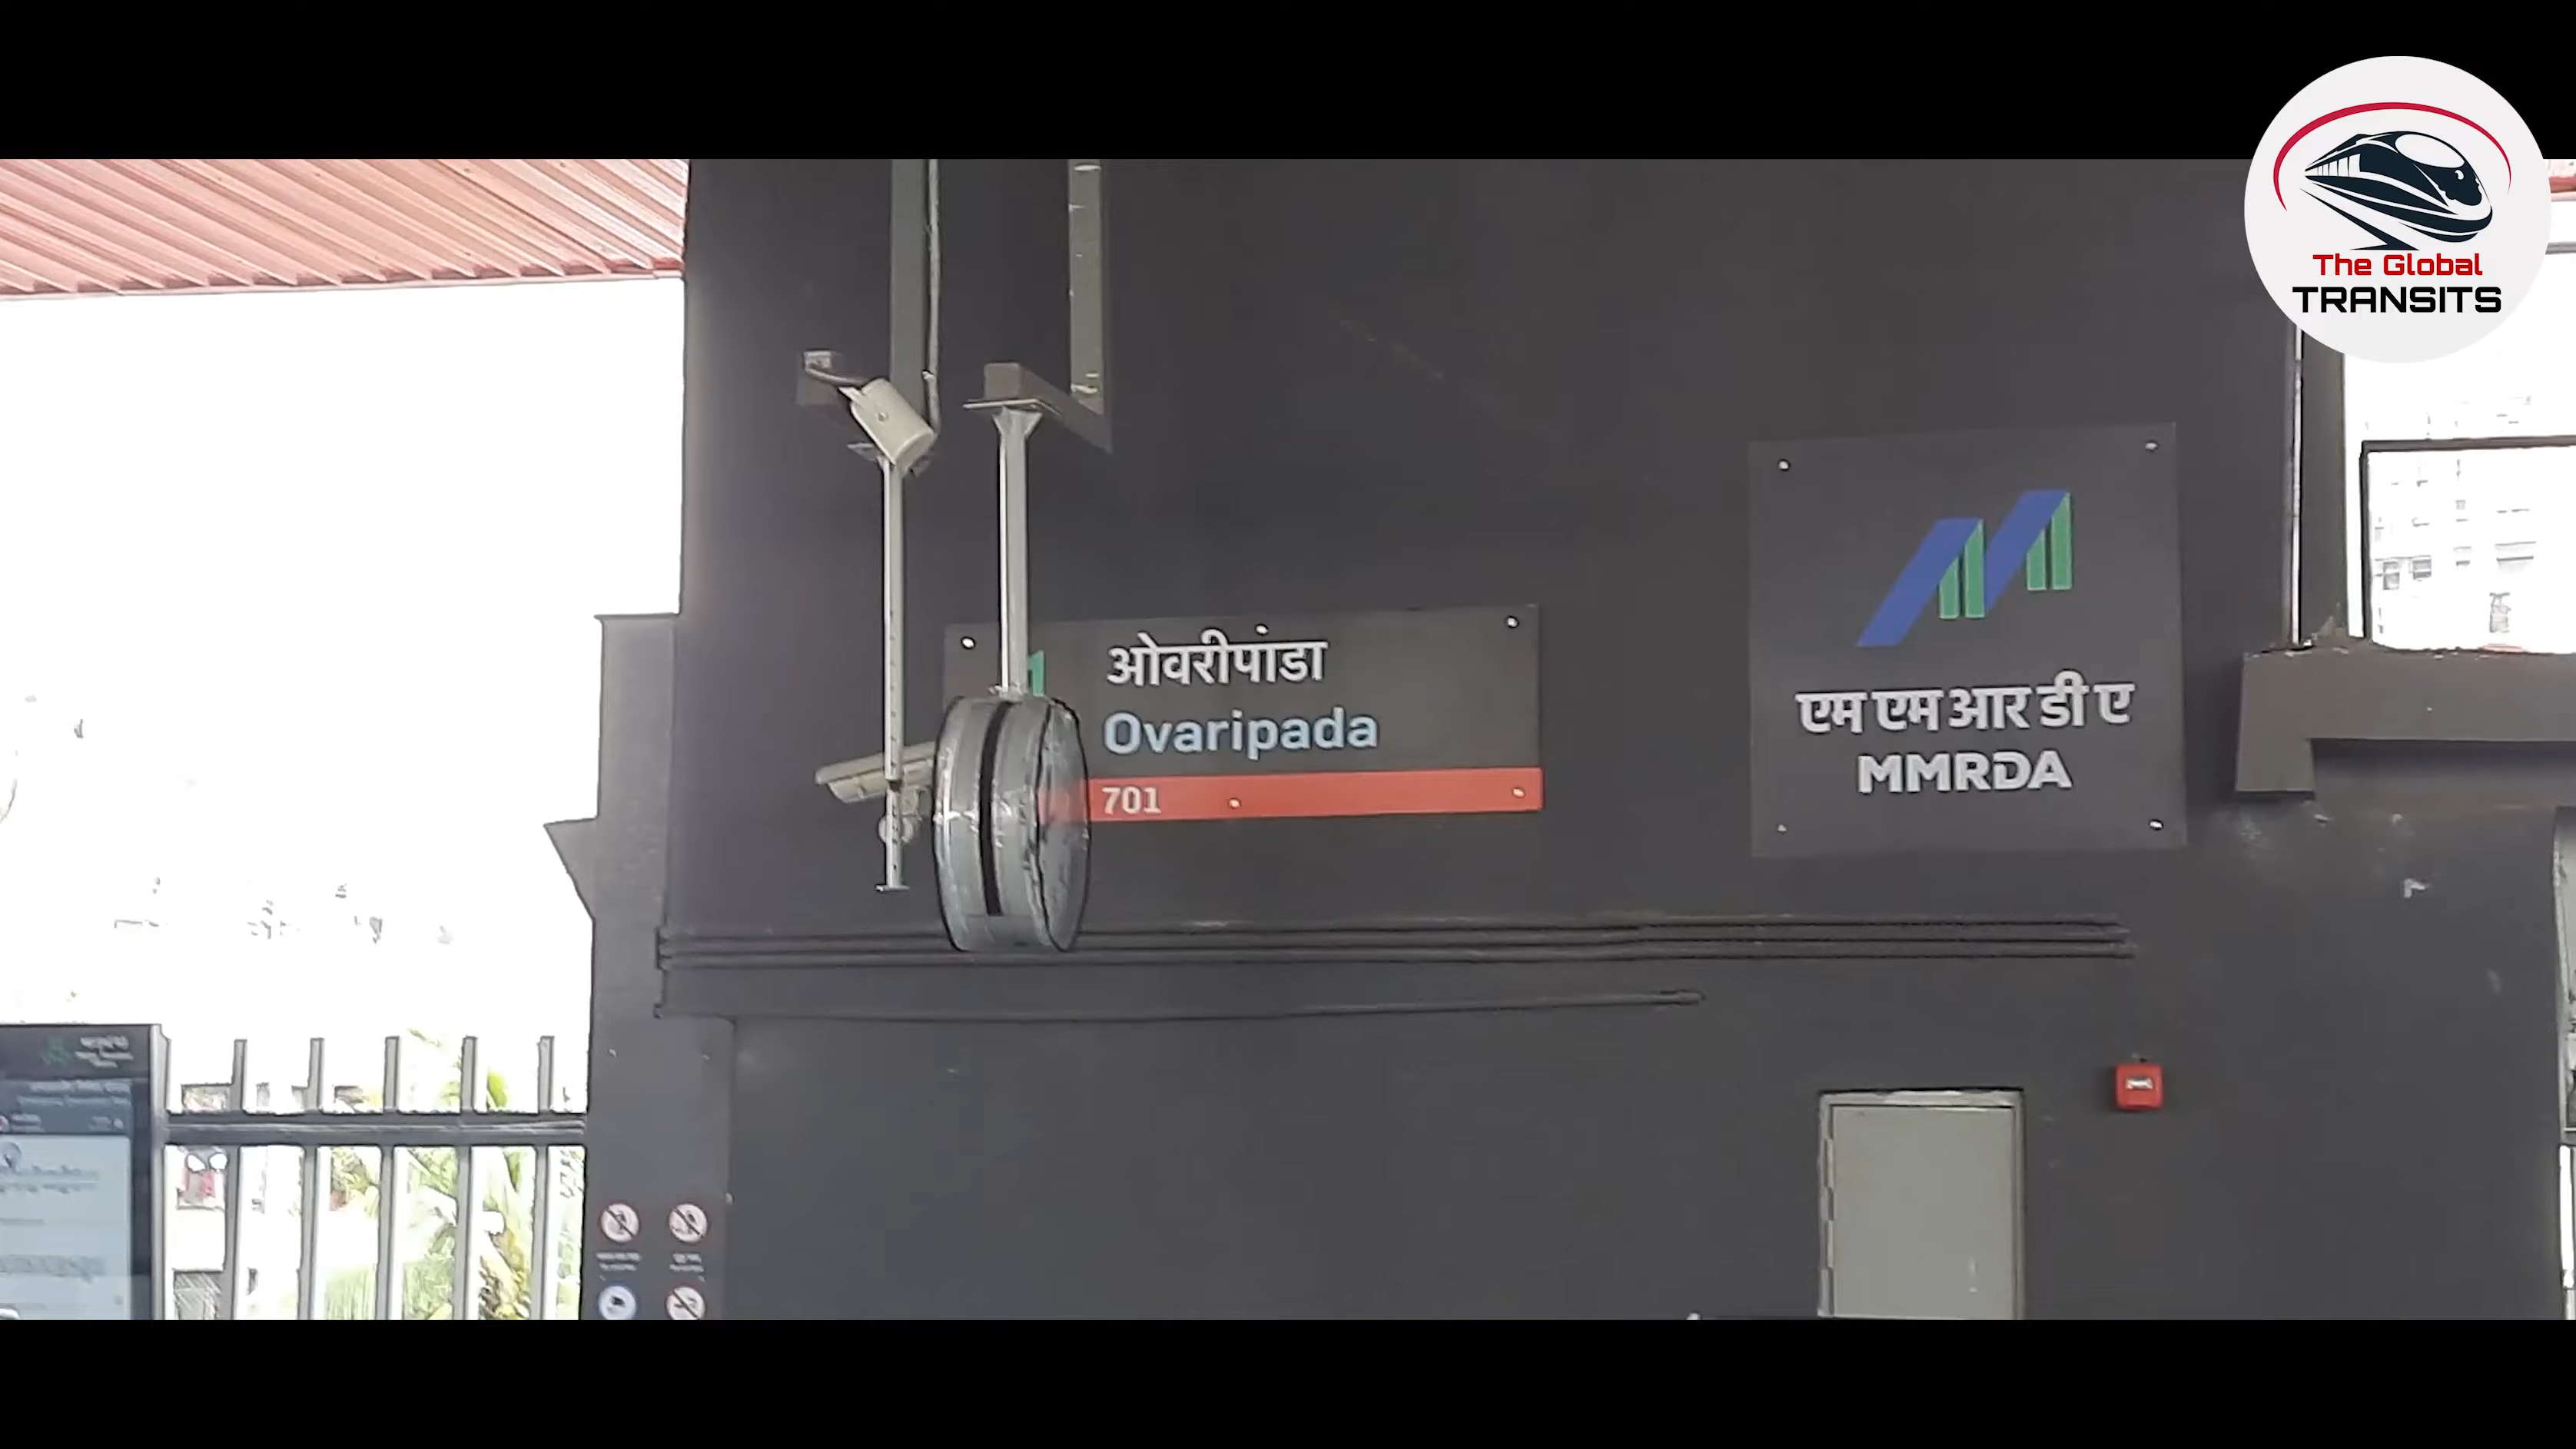 The Global
TRANSITS
ओवरीपाडा
Ovaripada
701
एम एम आर डी ए
MMRDA